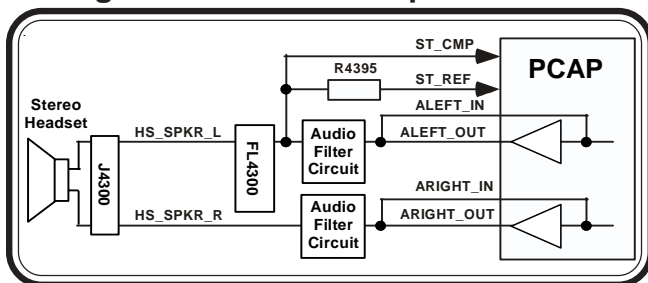 ST_CMP
R4395
PCAP
ST_REF
Stereo
Headset
ALEFT_IN
HS_SPKR_L
Audio
Filter
Circuit
ALEFT_OUT
J4300
FL4300
ARIGHT_IN
HS_SPKR_R
Audio
Filter
Circuit
ARIGHT_OUT